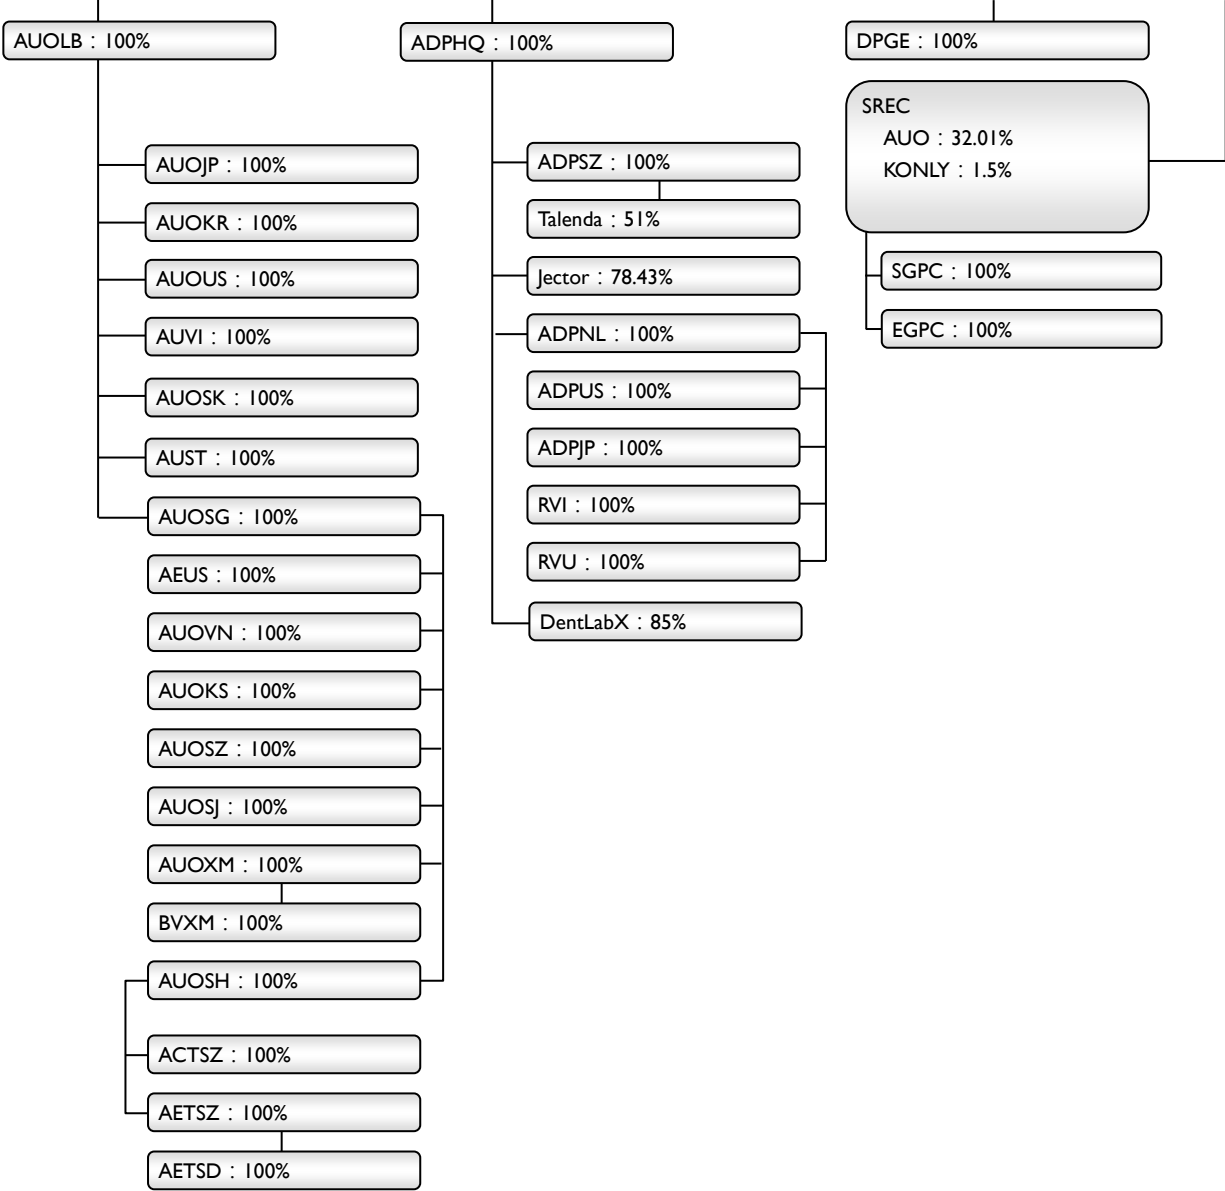 AUOLB：100%
AUOJP：100%
AUOKR：100%
AUOUS：100%
AUVI：100%
AUOSK：100%
AUST：100%
AUOSG：100%
AEUS：100%
AUOVN：100%
AUOKS：100%
AUOSZ：100%
AUOSJ：100%
AUOXM：100%
BVXM：100%
AUOSH：100%
ACTSZ：100%
AETSZ：100%
AETSD：100%
ADPHQ：100%
ADPSZ：100%
Talenda：51%
Jector：78.43%
ADPNL：100%
ADPUS：100%
ADPJP：100%
RVI：100%
RVU：100%
DentLabX：85%
DPGE：100%
SREC
AUO：32.01%
KONLY：1.5%
SGPC：100%
EGPC：100%